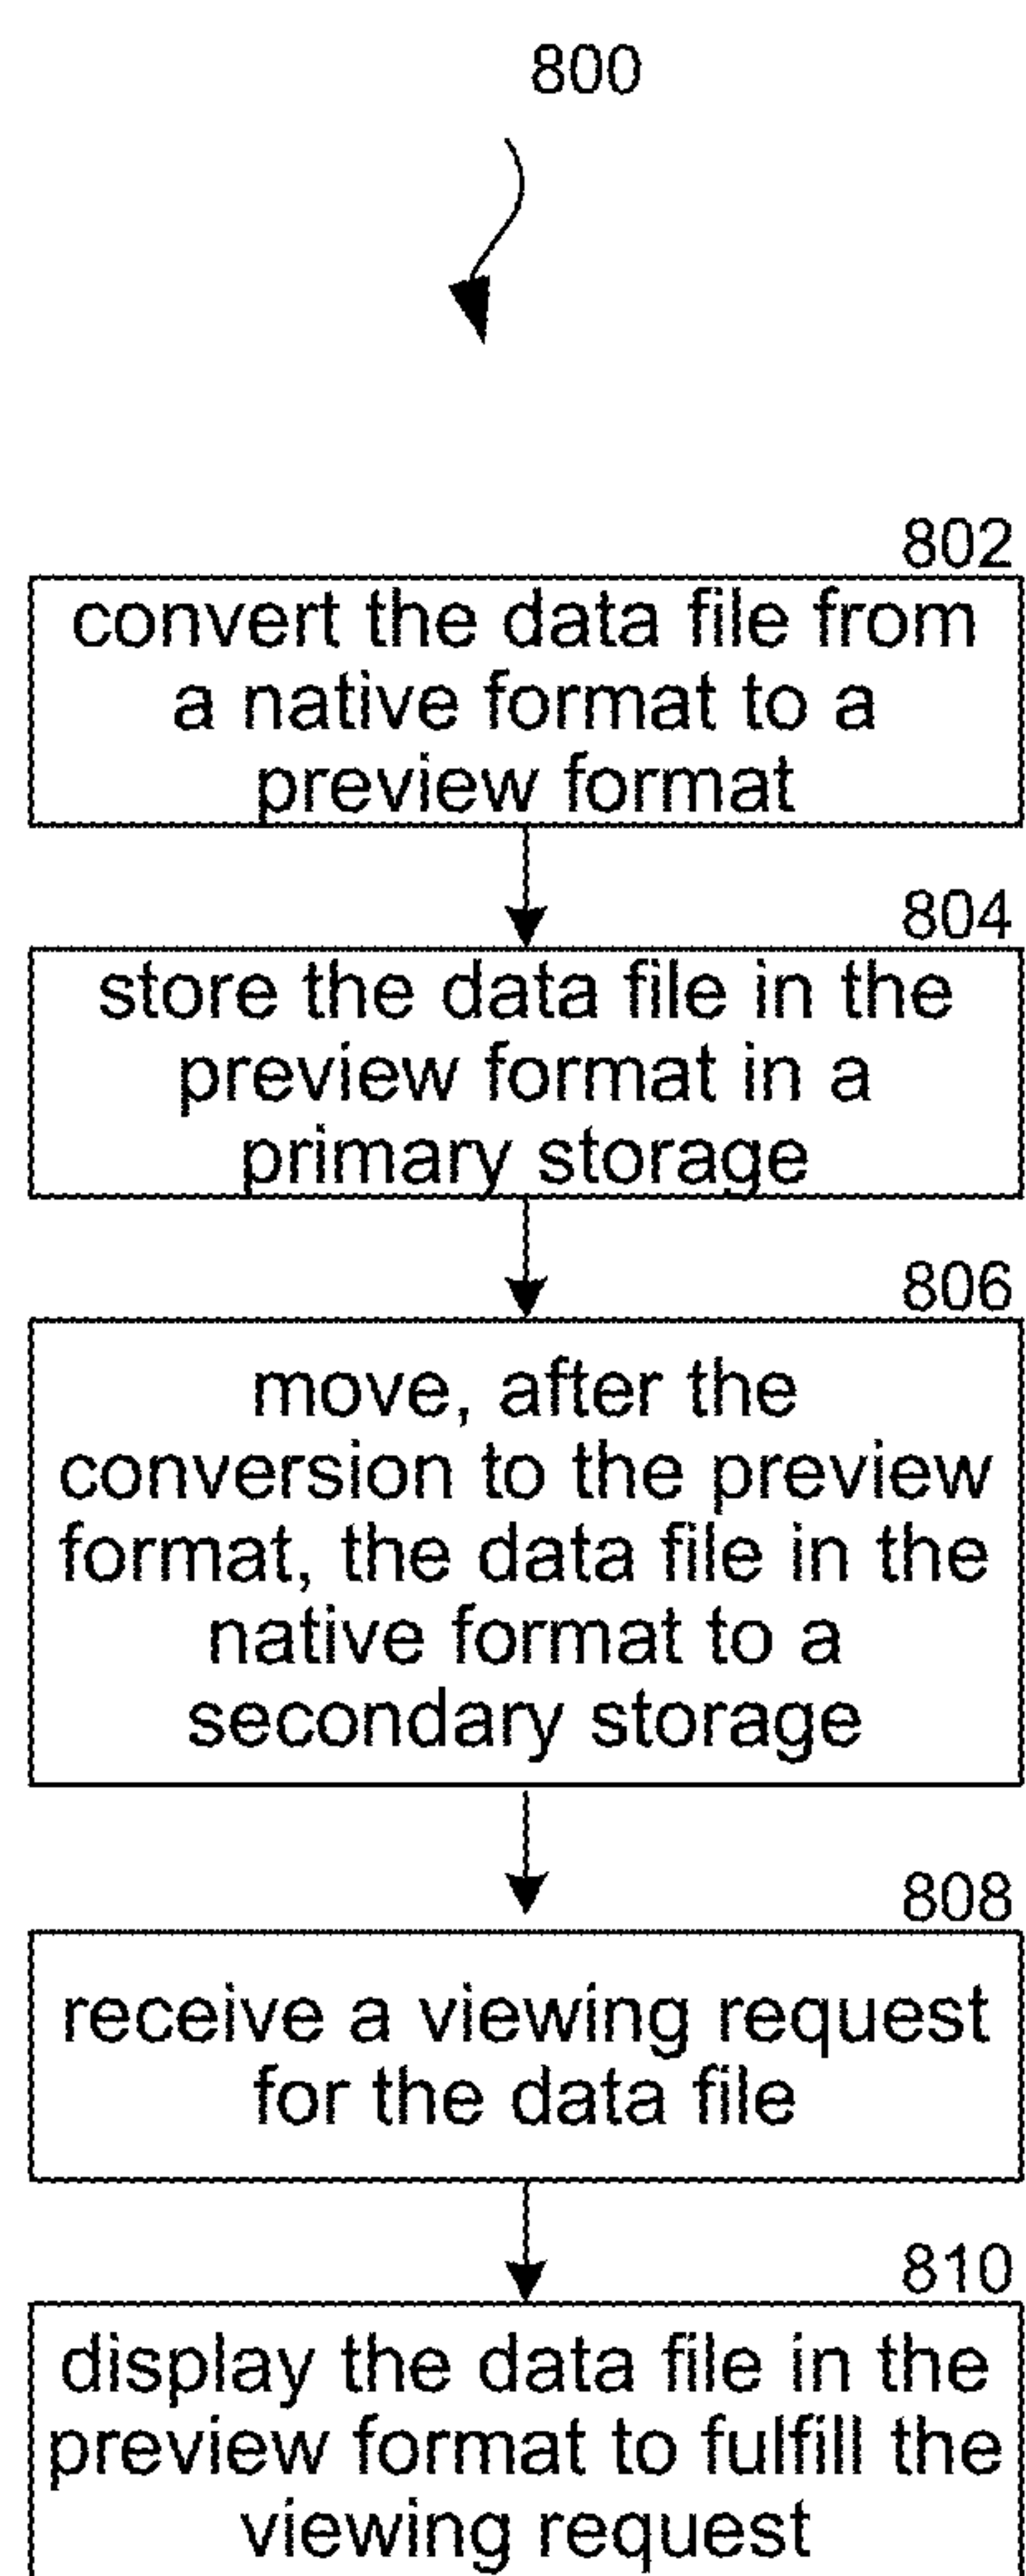 800
802
convert the data file from
a native format to a
preview format
804
store the data file in the
preview format in a
primary storage
806
move, after the
conversion to the preview
format, the data file in the
native format to a
secondary storage
808
receive a viewing request
for the data file
810
display the data file in the
preview format to fulfill the
viewing request